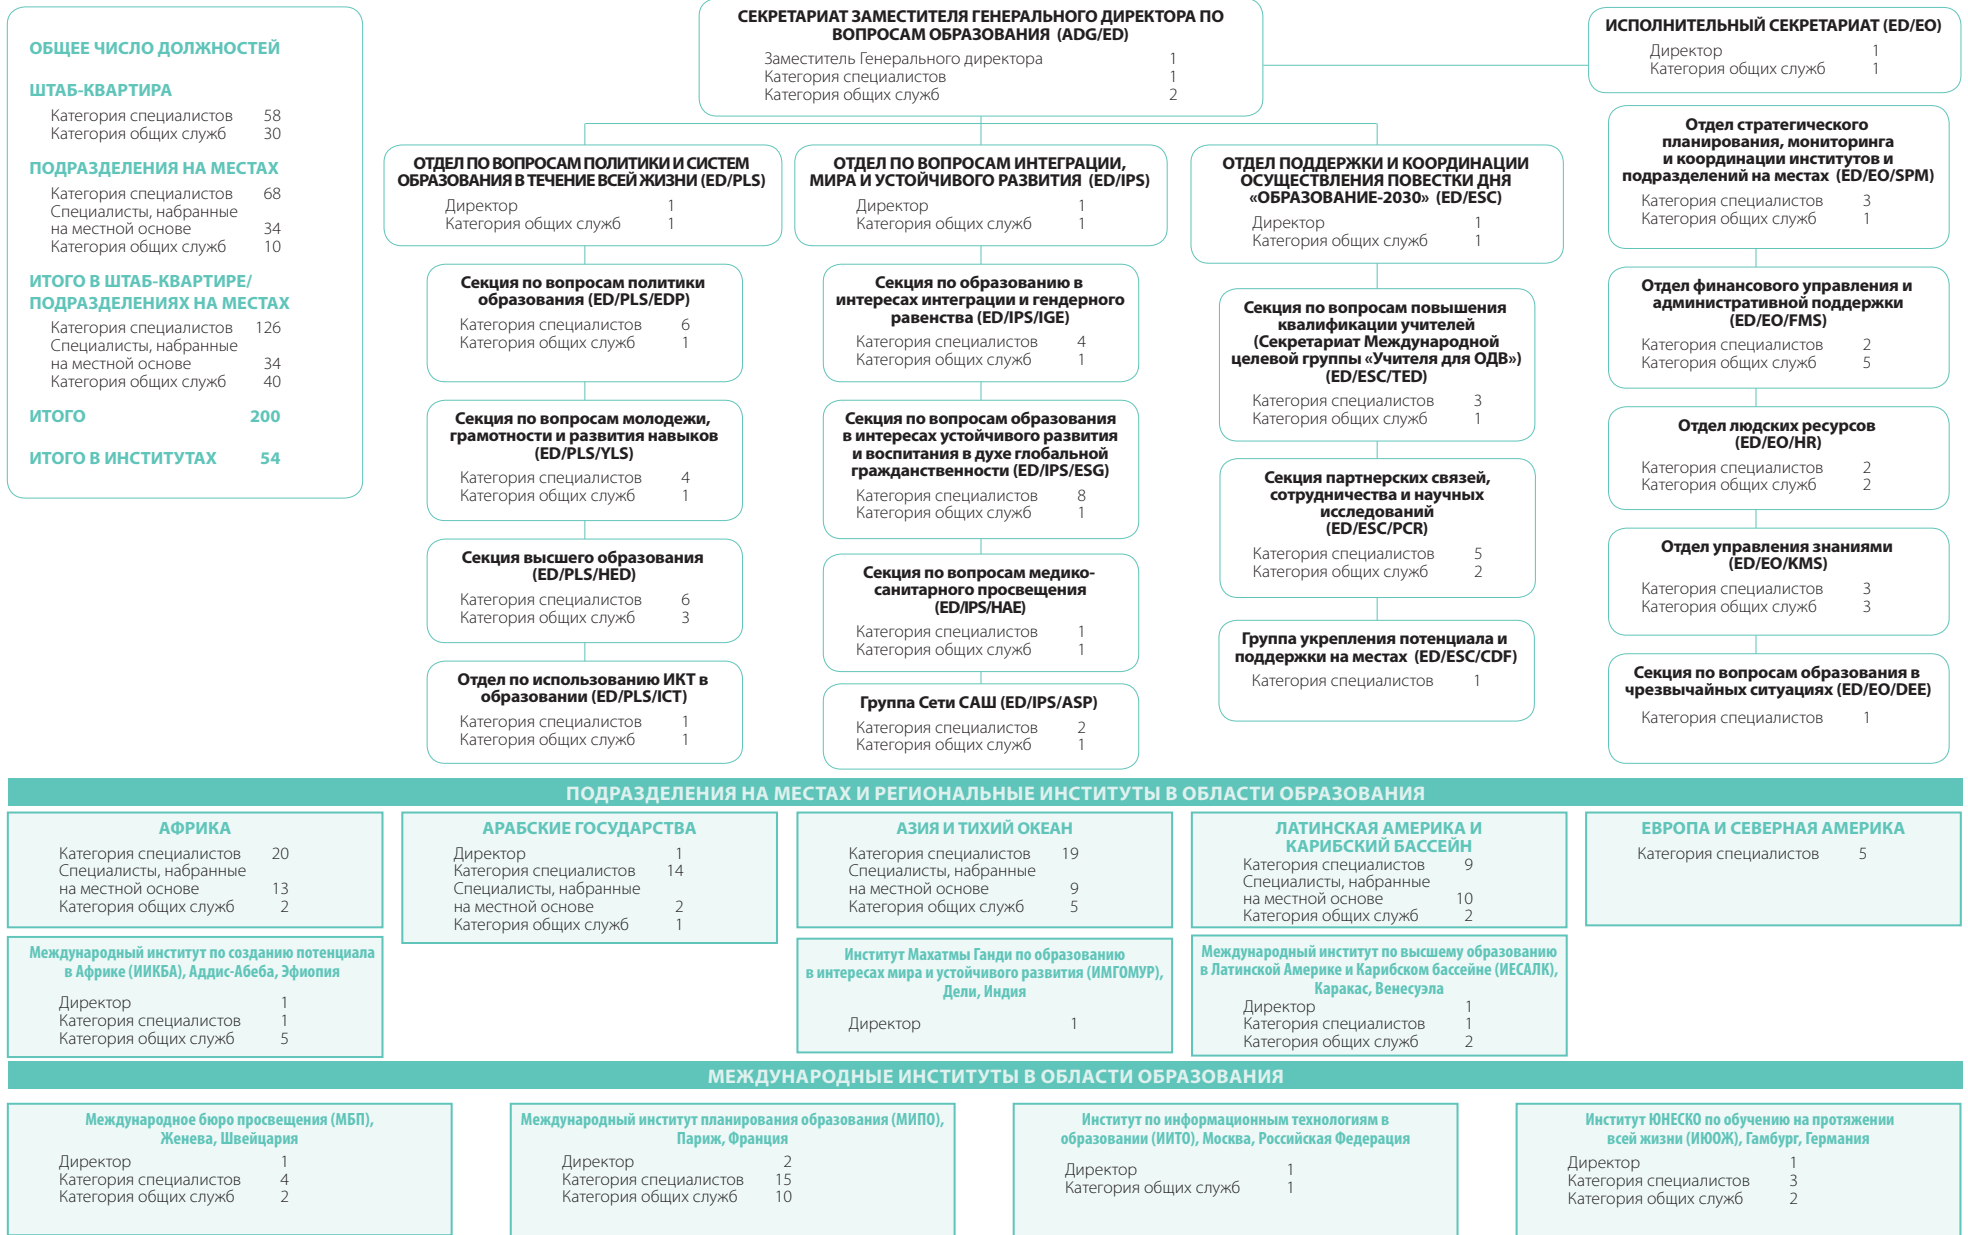 ОБЩЕЕ ЧИСЛО ДОЛЖНОСТЕЙ
ШТАБ-КВАРТИРА
Категория специалистов 58
Категория общих служб 30
ПОДРАЗДЕЛЕНИЯ НА МЕСТАХ
Категория специалистов 68
Специалисты, набранные
на местной основе 34
Категория общих служб 10
ИТОГО В ШТАБ-КВАРТИРЕ/
ПОДРАЗДЕЛЕНИЯХ НА МЕСТАХ
Категория специалистов 126
Специалисты, набранные
на местной основе 34
Категория общих служб 40
ИТОГО 200
ИТОГО В ИНСТИТУТАХ 54
СЕКРЕТАРИАТ ЗАМЕСТИТЕЛЯ ГЕНЕРАЛЬНОГО ДИРЕКТОРА ПО
ВОПРОСАМ ОБРАЗОВАНИЯ (ADG/ED)
Заместитель Генерального директора 1
Категория специалистов 1
Категория общих служб 2
ИСПОЛНИТЕЛЬНЫЙ СЕКРЕТАРИАТ (ED/EO)
Директор 1
Категория общих служб 1
ОТДЕЛ ПО ВОПРОСАМ ПОЛИТИКИ И СИСТЕМ
ОБРАЗОВАНИЯ В ТЕЧЕНИЕ ВСЕЙ ЖИЗНИ (ED/PLS)
Директор 1
Категория общих служб 1
Секция по вопросам политики
образования (ED/PLS/EDP)
Категория специалистов 6
Категория общих служб 1
Секция по вопросам молодежи,
грамотности и развития навыков
(ED/PLS/YLS)
Категория специалистов 4
Категория общих служб 1
Секция высшего образования
(ED/PLS/HED)
Категория специалистов 6
Категория общих служб 3
Отдел по использованию ИКТ в
образовании (ED/PLS/ICT)
Категория специалистов 1
Категория общих служб 1
ОТДЕЛ ПО ВОПРОСАМ ИНТЕГРАЦИИ,
МИРА И УСТОЙЧИВОГО РАЗВИТИЯ (ED/IPS)
Директор 1
Категория общих служб 1
Секция по образованию в
интересах интеграции и гендерного
равенства (ED/IPS/IGE)
Категория специалистов 4
Категория общих служб 1
Секция по вопросам образования
в интересах устойчивого развития
и воспитания в духе глобальной
гражданственности (ED/IPS/ESG)
Категория специалистов 8
Категория общих служб 1
Секция по вопросам медико-
санитарного просвещения
(ED/IPS/HAE)
Категория специалистов 1
Категория общих служб 1
Группа Сети САШ (ED/IPS/ASP)
Категория специалистов 2
Категория общих служб 1
ОТДЕЛ ПОДДЕРЖКИ И КООРДИНАЦИИ
ОСУЩЕСТВЛЕНИЯ ПОВЕСТКИ ДНЯ
«ОБРАЗОВАНИЕ-2030» (ED/ESC)
Директор 1
Категория общих служб 1
Секция по вопросам повышения
квалификации учителей
(Секретариат Международной
целевой группы «Учителя для ОДВ»)
(ED/ESC/TED)
Категория специалистов 3
Категория общих служб 1
Секция партнерских связей,
сотрудничества и научных
исследований
(ED/ESC/PCR)
Категория специалистов 5
Категория общих служб 2
Группа укрепления потенциала и
поддержки на местах (ED/ESC/CDF)
Категория специалистов 1
Отдел стратегического
планирования, мониторинга
и координации институтов и
подразделений на местах (ED/EO/SPM)
Категория специалистов 3
Категория общих служб 1
Отдел финансового управления и
административной поддержки
(ED/EO/FMS)
Категория специалистов 2
Категория общих служб 5
Отдел людских ресурсов
(ED/EO/HR)
Категория специалистов 2
Категория общих служб 2
Отдел управления знаниями
(ED/EO/KMS)
Категория специалистов 3
Категория общих служб 3
Секция по вопросам образования в
чрезвычайных ситуациях (ED/EO/DEE)
Категория специалистов 1
ПОДРАЗДЕЛЕНИЯ НА МЕСТАХ И РЕГИОНАЛЬНЫЕ ИНСТИТУТЫ В ОБЛАСТИ ОБРАЗОВАНИЯ
АФРИКА
Категория специалистов 20
Специалисты, набранные
на местной основе 13
Категория общих служб 2
АРАБСКИЕ ГОСУДАРСТВА
Директор 1
Категория специалистов 14
Специалисты, набранные
на местной основе 2
Категория общих служб 1
АЗИЯ И ТИХИЙ ОКЕАН
Категория специалистов 19
Специалисты, набранные
на местной основе 9
Категория общих служб 5
ЛАТИНСКАЯ АМЕРИКА И
КАРИБСКИЙ БАССЕЙН
Категория специалистов 9
Специалисты, набранные
на местной основе 10
Категория общих служб 2
ЕВРОПА И СЕВЕРНАЯ АМЕРИКА
Категория специалистов 5
Международный институт по созданию потенциала
в Африке (ИИКБА), Аддис-Абеба, Эфиопия
Директор 1
Категория специалистов 1
Категория общих служб 5
Институт Махатмы Ганди по образованию
в интересах мира и устойчивого развития (ИМГОМУР),
Дели, Индия
Директор 1
Международный институт по высшему образованию
в Латинской Америке и Карибском бассейне (ИЕСАЛК),
Каракас, Венесуэла
Директор 1
Категория специалистов 1
Категория общих служб 2
МЕЖДУНАРОДНЫЕ ИНСТИТУТЫ В ОБЛАСТИ ОБРАЗОВАНИЯ
Международное бюро просвещения (МБП),
Женева, Швейцария
Директор 1
Категория специалистов 4
Категория общих служб 2
Международный институт планирования образования (МИПО),
Париж, Франция
Директор 2
Категория специалистов 15
Категория общих служб 10
Институт по информационным технологиям в
образовании (ИИТО), Москва, Российская Федерация
Директор 1
Категория общих служб 1
Институт ЮНЕСКО по обучению на протяжении
всей жизни (ИЮОЖ), Гамбург, Германия
Директор 1
Категория специалистов 3
Категория общих служб 2